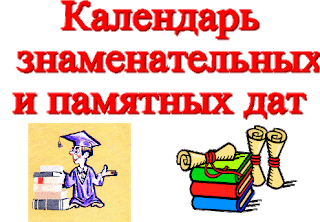 Календарь
знаменательных
и памятных дат